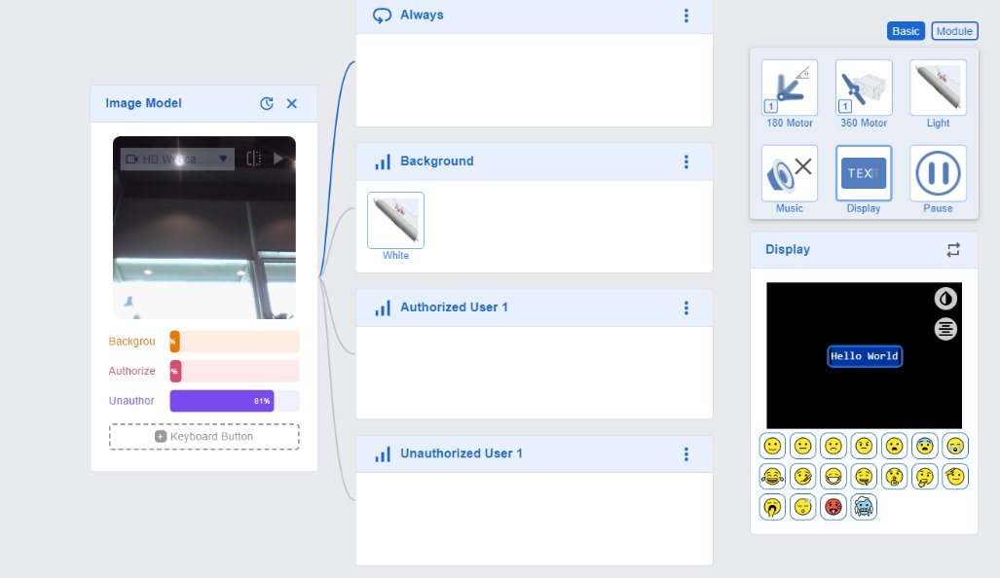 Always
Basic
Module
Image Model
HD Webca...
180 Motor
1
360 Motor
1
Light
Background
TEXT
Music
Display
Pause
White
Display
Authorized User 1
Hello World
Backgrou
%
Authorize
%
Unauthor
81%
Keyboard Button
Unauthorized User 1